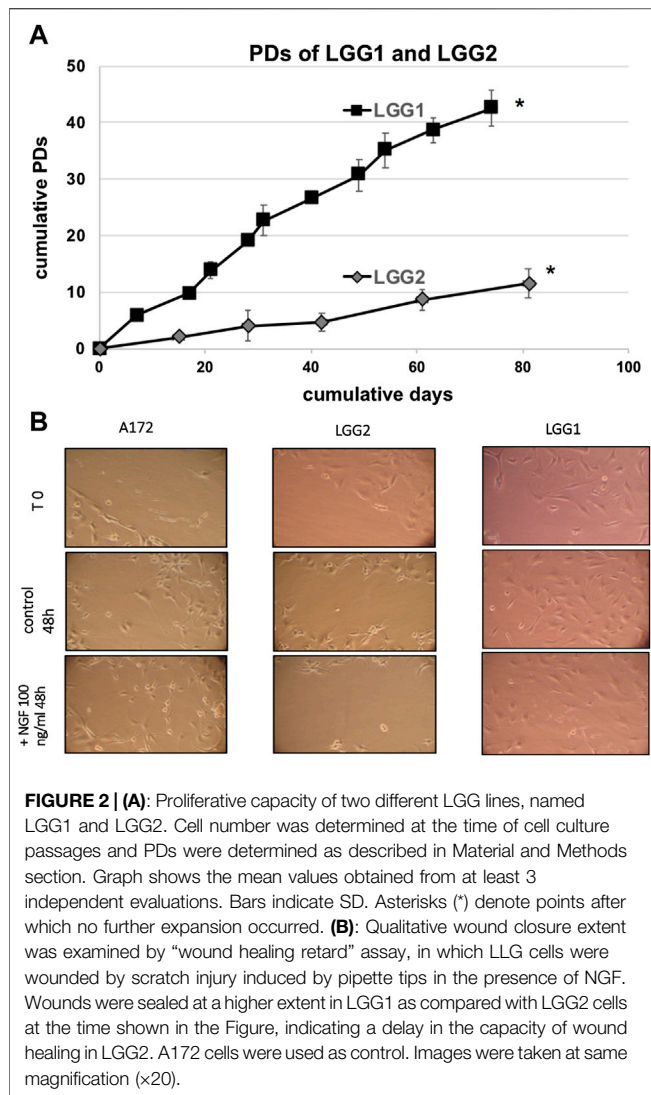 A
PDs of LGG1 and LGG2
50
40
30
20
10
0
cumulative PDs
LGG1
*
LGG2
*
0 20 40 60 80 100
cumulative days
B
A172 LGG2 LGG1
T 0
control
48h
+ NGF 100
ng/ml 48h
FIGURE 2 | (A): Proliferative capacity of two different LGG lines, named
LGG1 and LGG2. Cell number was determined at the time of cell culture
passages and PDs were determined as described in Material and Methods
section. Graph shows the mean values obtained from at least 3
independent evaluations. Bars indicate SD. Asterisks (*) denote points after
which no further expansion occurred. (B): Qualitative wound closure extent
was examined by “wound healing retard” assay, in which LLG cells were
wounded by scratch injury induced by pipette tips in the presence of NGF.
Wounds were sealed at a higher extent in LGG1 as compared with LGG2 cells
at the time shown in the Figure, indicating a delay in the capacity of wound
healing in LGG2. A172 cells were used as control. Images were taken at same
magnification (×20).